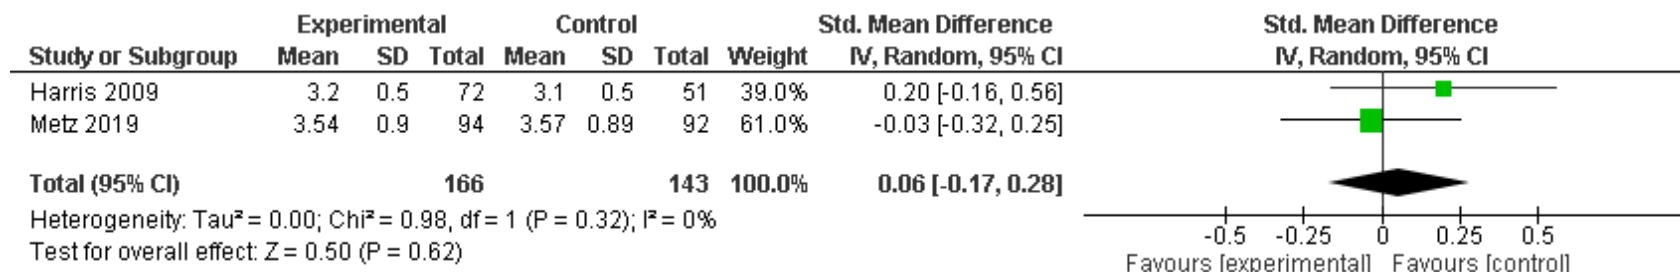 Experimental Control Std. Mean Difference Std. Mean Difference
Study or Subgroup Mean SD Total Mean SD Total Weight IV, Random, 95% CI IV, Random, 95% CI
Harris 2009 3.2 0.5 72 3.1 0.5 51 39.0% 0.20 [-0.16, 0.56]
Metz 2019 3.54 0.9 94 3.57 0.89 92 61.0% -0.03 [-0.32, 0.25]
Total (95% CI) 166 143 100.0% 0.06 [-0.17, 0.28]
Heterogeneity: Tau² = 0.00; Chi² = 0.98, df = 1 (P = 0.32); I² = 0%
Test for overall effect: Z = 0.50 (P = 0.62)
-0.5 -0.25 0 0.25 0.5
Favours [experimental] Favours [control]